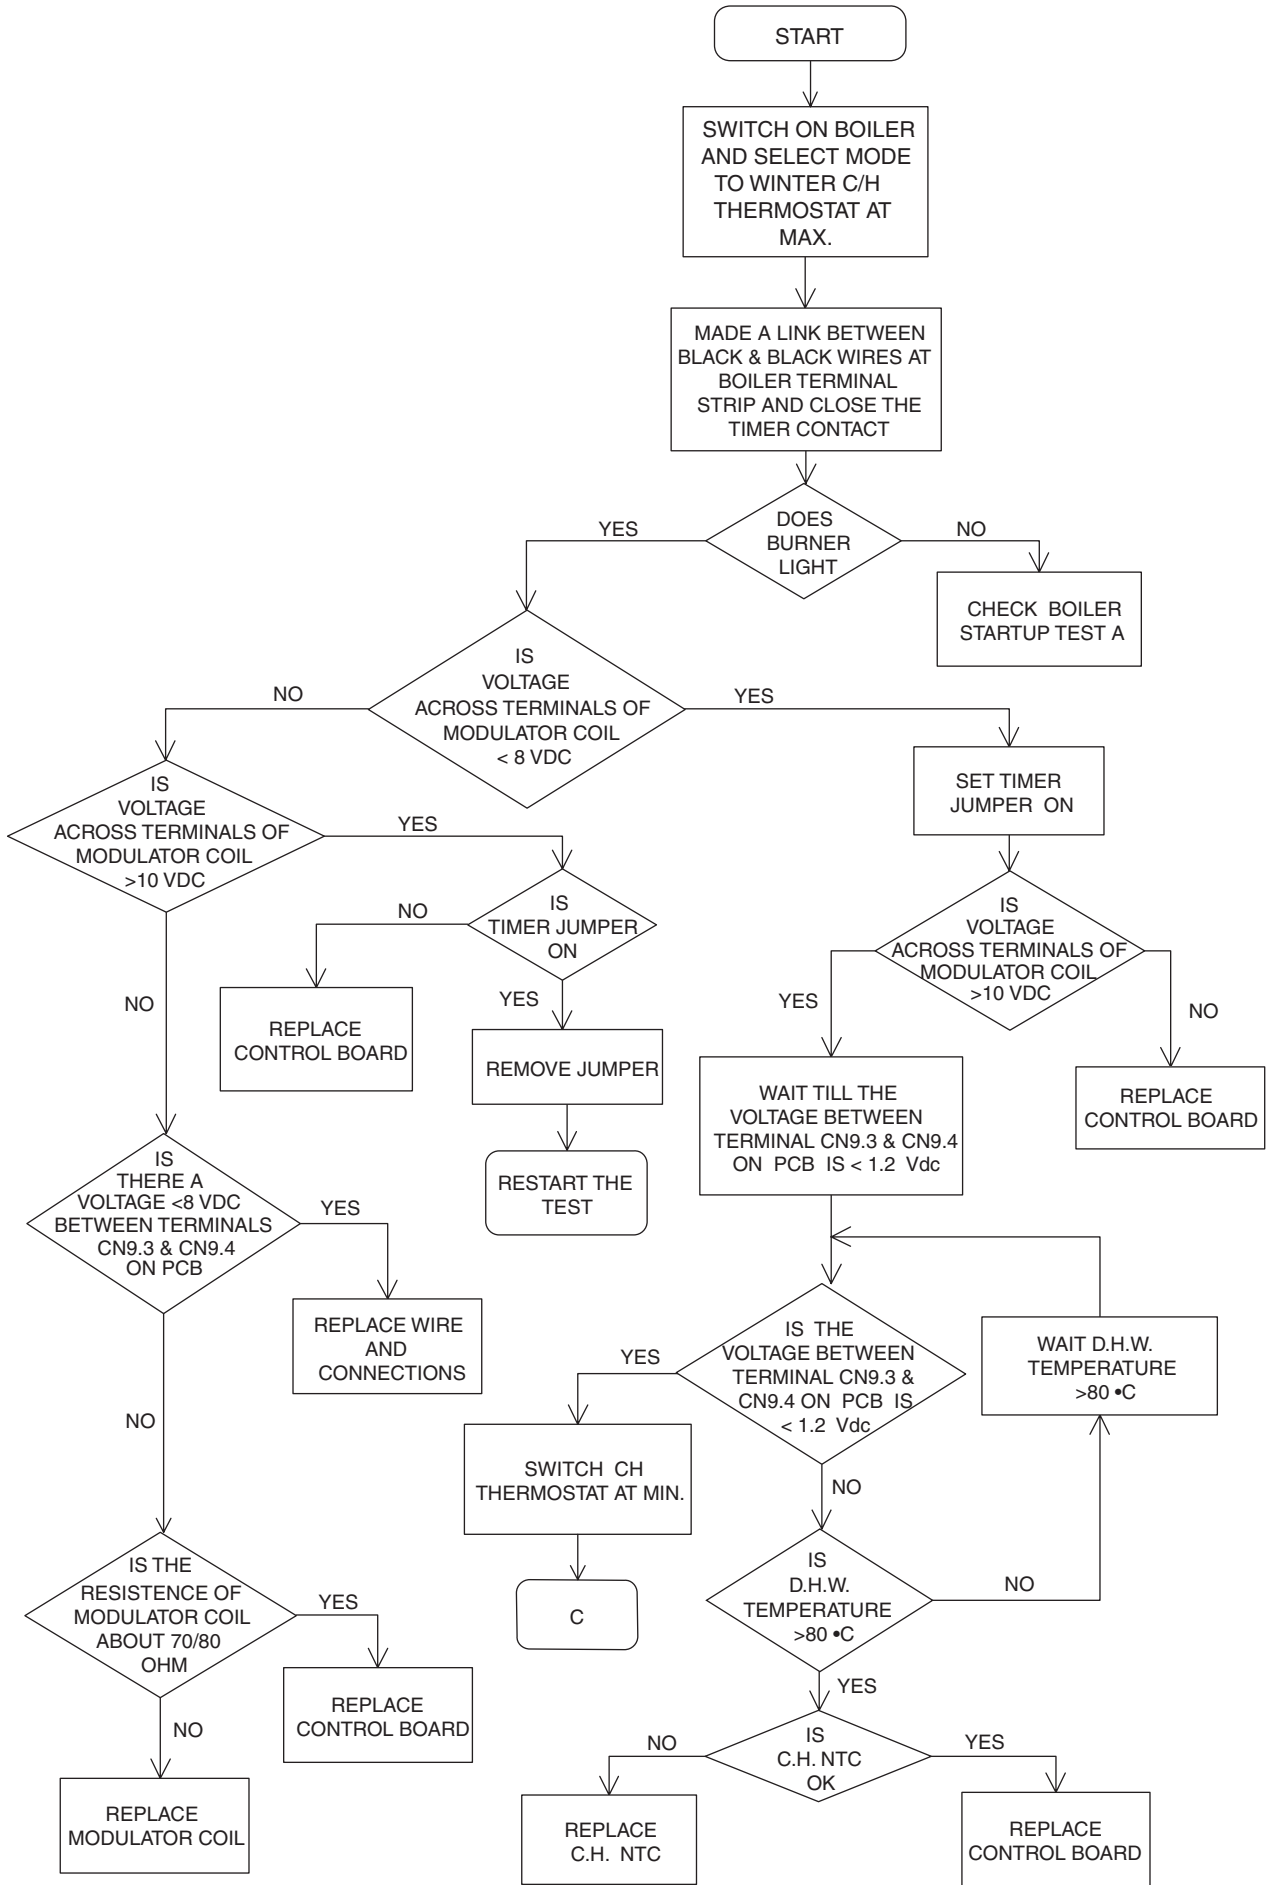 START
SWITCH ON BOILER
AND SELECT MODE
TO WINTER C/H
THERMOSTAT AT
MAX.
MADE A LINK BETWEEN
BLACK & BLACK WIRES AT
BOILER TERMINAL
STRIP AND CLOSE THE
TIMER CONTACT
DOES
BURNER
LIGHT
YES
NO
CHECK BOILER
STARTUP TEST A
IS
VOLTAGE
ACROSS TERMINALS OF
MODULATOR COIL
< 8 VDC
NO
YES
SET TIMER
JUMPER ON
IS
VOLTAGE
ACROSS TERMINALS OF
MODULATOR COIL
>10 VDC
YES
NO
IS
TIMER JUMPER
ON
NO
YES
REPLACE
CONTROL BOARD
REMOVE JUMPER
RESTART THE
TEST
IS
VOLTAGE
ACROSS TERMINALS OF
MODULATOR COIL
>10 VDC
YES
NO
REPLACE
CONTROL BOARD
WAIT TILL THE
VOLTAGE BETWEEN
TERMINAL CN9.3 & CN9.4
ON PCB IS < 1.2 Vdc
IS
THERE A
VOLTAGE <8 VDC
BETWEEN TERMINALS
CN9.3 & CN9.4
ON PCB
YES
NO
REPLACE WIRE
AND
CONNECTIONS
IS THE
VOLTAGE BETWEEN
TERMINAL CN9.3 &
CN9.4 ON PCB IS
< 1.2 Vdc
YES
NO
WAIT D.H.W.
TEMPERATURE
>80 •C
SWITCH CH
THERMOSTAT AT MIN.
C
IS
D.H.W.
TEMPERATURE
>80 •C
NO
YES
IS THE
RESISTENCE OF
MODULATOR COIL
ABOUT 70/80
OHM
YES
NO
REPLACE
CONTROL BOARD
REPLACE
MODULATOR COIL
IS
C.H. NTC
OK
NO
YES
REPLACE
C.H. NTC
REPLACE
CONTROL BOARD